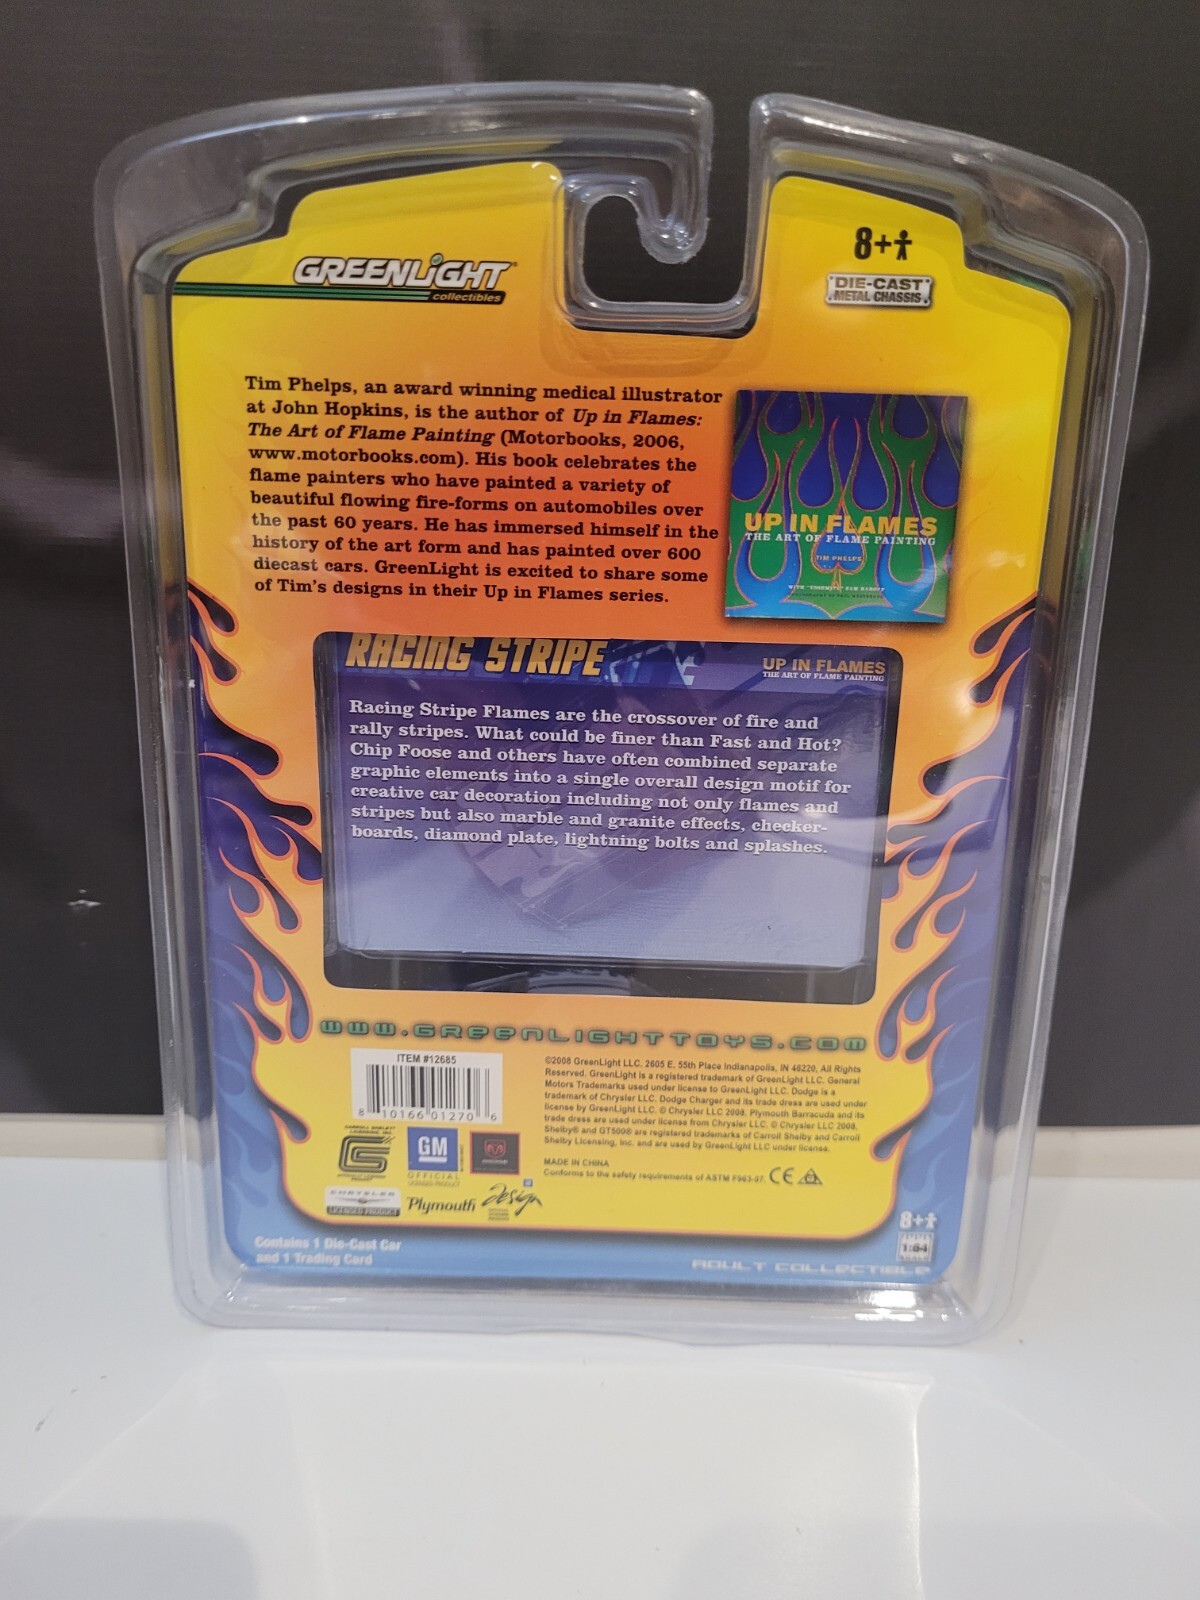 GREENLIGHT®
collectibles
8+
DIE-CAST
METAL CHASSIS
Tim Phelps, an award winning medical illustrator
at John Hopkins, is the author of Up in Flames:
The Art of Flame Painting (Motorbooks, 2006,
www.motorbooks.com). His book celebrates the
flame painters who have painted a variety of
beautiful flowing fire-forms on automobiles over
the past 60 years. He has immersed himself in the
history of the art form and has painted over 600
diecast cars. GreenLight is excited to share some
of Tim's designs in their Up in Flames series.
UP IN FLAMES
THE ART OF FLAME PAINTING
TIM PHELPS
RACING STRIPE
UP IN FLAMES
THE ART OF FLAME PAINTING
Racing Stripe Flames are the crossover of fire and
rally stripes. What could be finer than Fast and Hot?
Chip Foose and others have often combined separate
graphic elements into a single overall design motif for
creative car decoration including not only flames and
stripes but also marble and granite effects, checker-
boards, diamond plate, lightning bolts and splashes.
www.GREENLIGHTTOYS.com
ITEM #12685
8 10166 01270 6
©2008 GreenLight LLC. 2605 E. 55th Place Indianapolis, IN 46220, All Rights
Reserved. GreenLight is a registered trademark of GreenLight LLC. General
Motors Trademarks used under license to GreenLight LLC. Dodge is a
trademark of Chrysler LLC. Dodge Charger and its trade dress are used under
license by GreenLight LLC. © Chrysler LLC 2008. Plymouth Barracuda and its
trade dress are used under license from Chrysler LLC. © Chrysler LLC 2008.
Shelby® and GT500® are registered trademarks of Carroll Shelby and Carroll
Shelby Licensing, Inc. and are used by GreenLight LLC under license.
MADE IN CHINA
Conforms to the safety requirements of ASTM F963-07. CE
CARROLL SHELBY
LICENSING, INC.
GM
OFFICIAL
LICENSED PRODUCT
CHRYSLER
LICENSED PRODUCT
Plymouth
Design
Contains 1 Die-Cast Car
and 1 Trading Card
8+
1:64
ADULT COLLECTIBLE